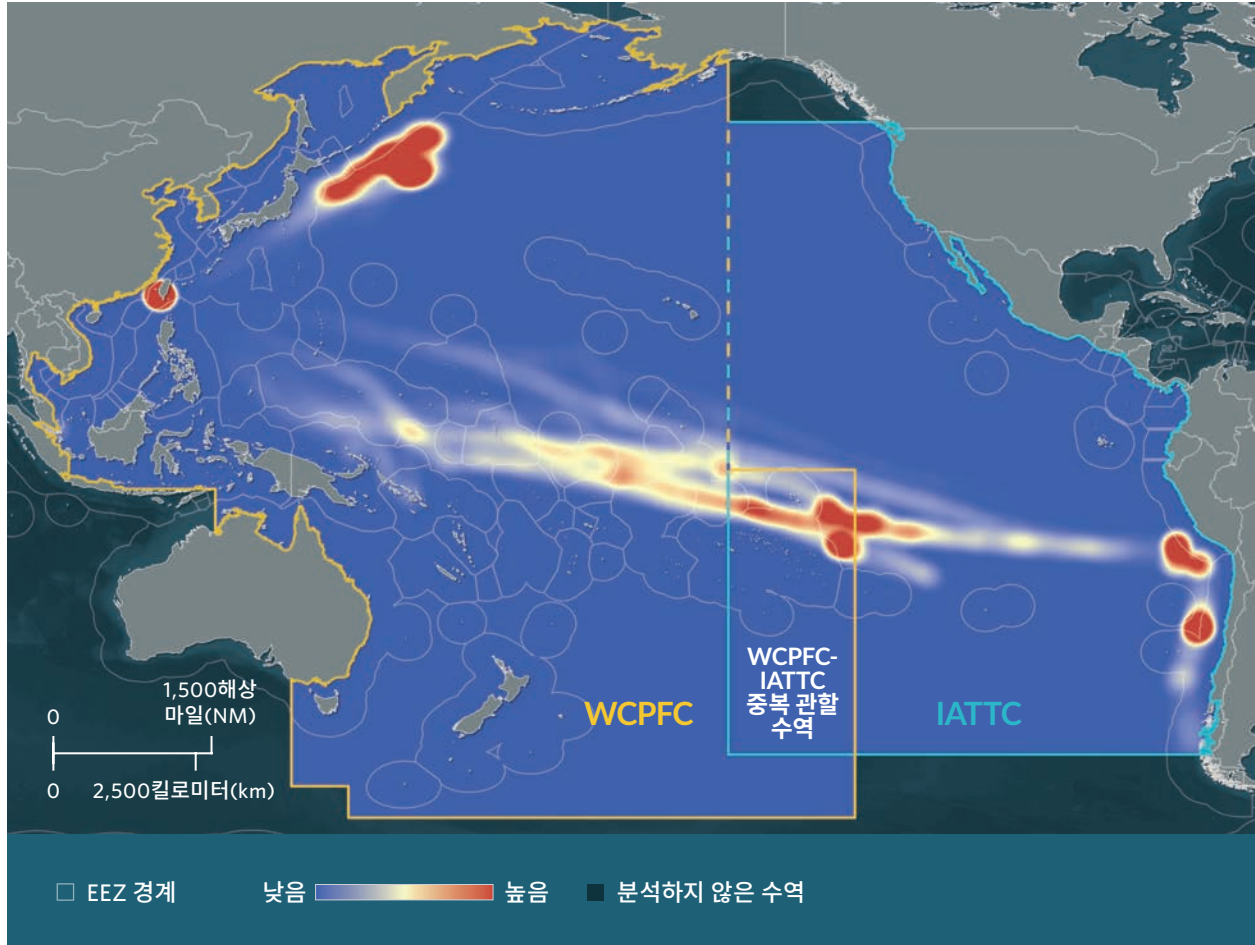 WCPFC-
IATTC
중복 관할
수역
1,500해상
마일(NM)
0
WCPFC
IATTC
0
2,500킬로미터(km)
EEZ 경계
낮음
높음
분석하지 않은 수역